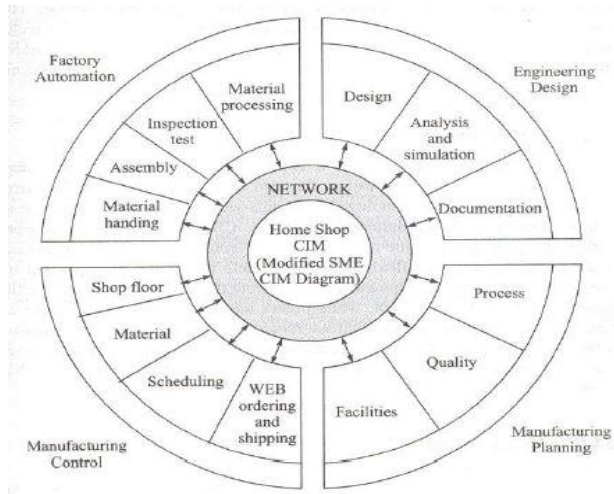 Factory
Automation
Material
processing
Inspection
test
Assembly
Material
handing
Engineering
Design
Design
Analysis
and
simulation
Documentation
NETWORK
Home Shop
CIM
(Modified SME
CIM Diagram)
Shop floor
Material
Scheduling
WEB
ordering
and
shipping
Manufacturing
Control
Process
Quality
Facilities
Manufacturing
Planning